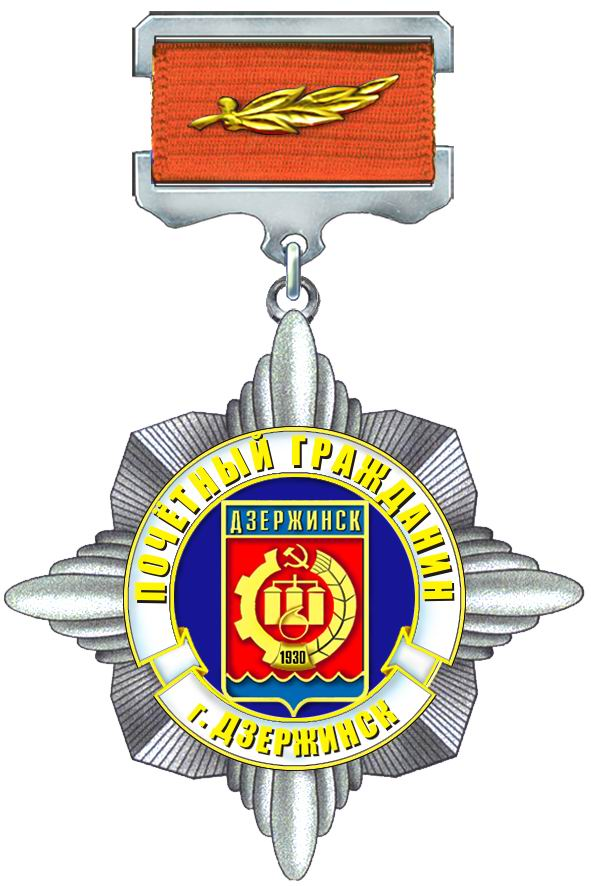 ПОЧЁТНЫЙ ГРАЖДАНИН
ДЗЕРЖИНСК
1930
г. ДЗЕРЖИНСК